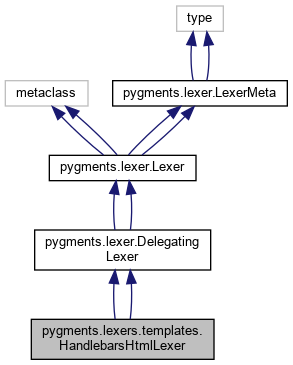 type
metaclass
pygments.lexer.LexerMeta
pygments.lexer.Lexer
pygments.lexer.Delegating
Lexer
pygments.lexers.templates.
HandlebarsHtmlLexer